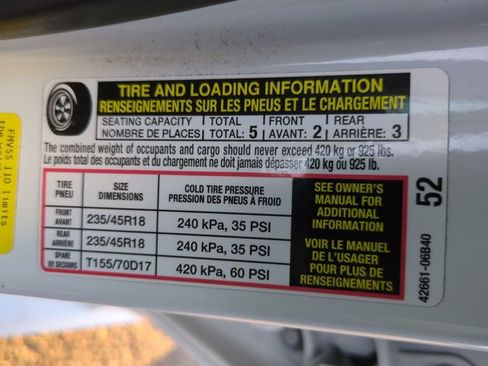 TIRE AND LOADING INFORMATION
RENSEIGNEMENTS SUR LES PNEUS ET LE CHARGEMENT
SEATING CAPACITY TOTAL FRONT REAR
NOMBRE DE PLACES TOTAL: 5 AVANT: 2 ARRIÈRE: 3
The combined weight of occupants and cargo should never exceed 420 kg or 925 lbs.
Le poids total des occupants et du chargement ne doit jamais dépasser 420 kg ou 925 lb.
TIRE SIZE COLD TIRE PRESSURE
PNEU DIMENSIONS PRESSION DES PNEUS À FROID
FRONT
AVANT 235/45R18 240 kPa, 35 PSI
REAR
ARRIÈRE 235/45R18 240 kPa, 35 PSI
SPARE
DE SECOURS T155/70D17 420 kPa, 60 PSI
SEE OWNER'S
MANUAL FOR
ADDITIONAL
INFORMATION
VOIR LE MANUEL
DE L'USAGER
POUR PLUS DE
RENSEIGNEMENTS
52
42661-06B40
FMVSS 110 limits